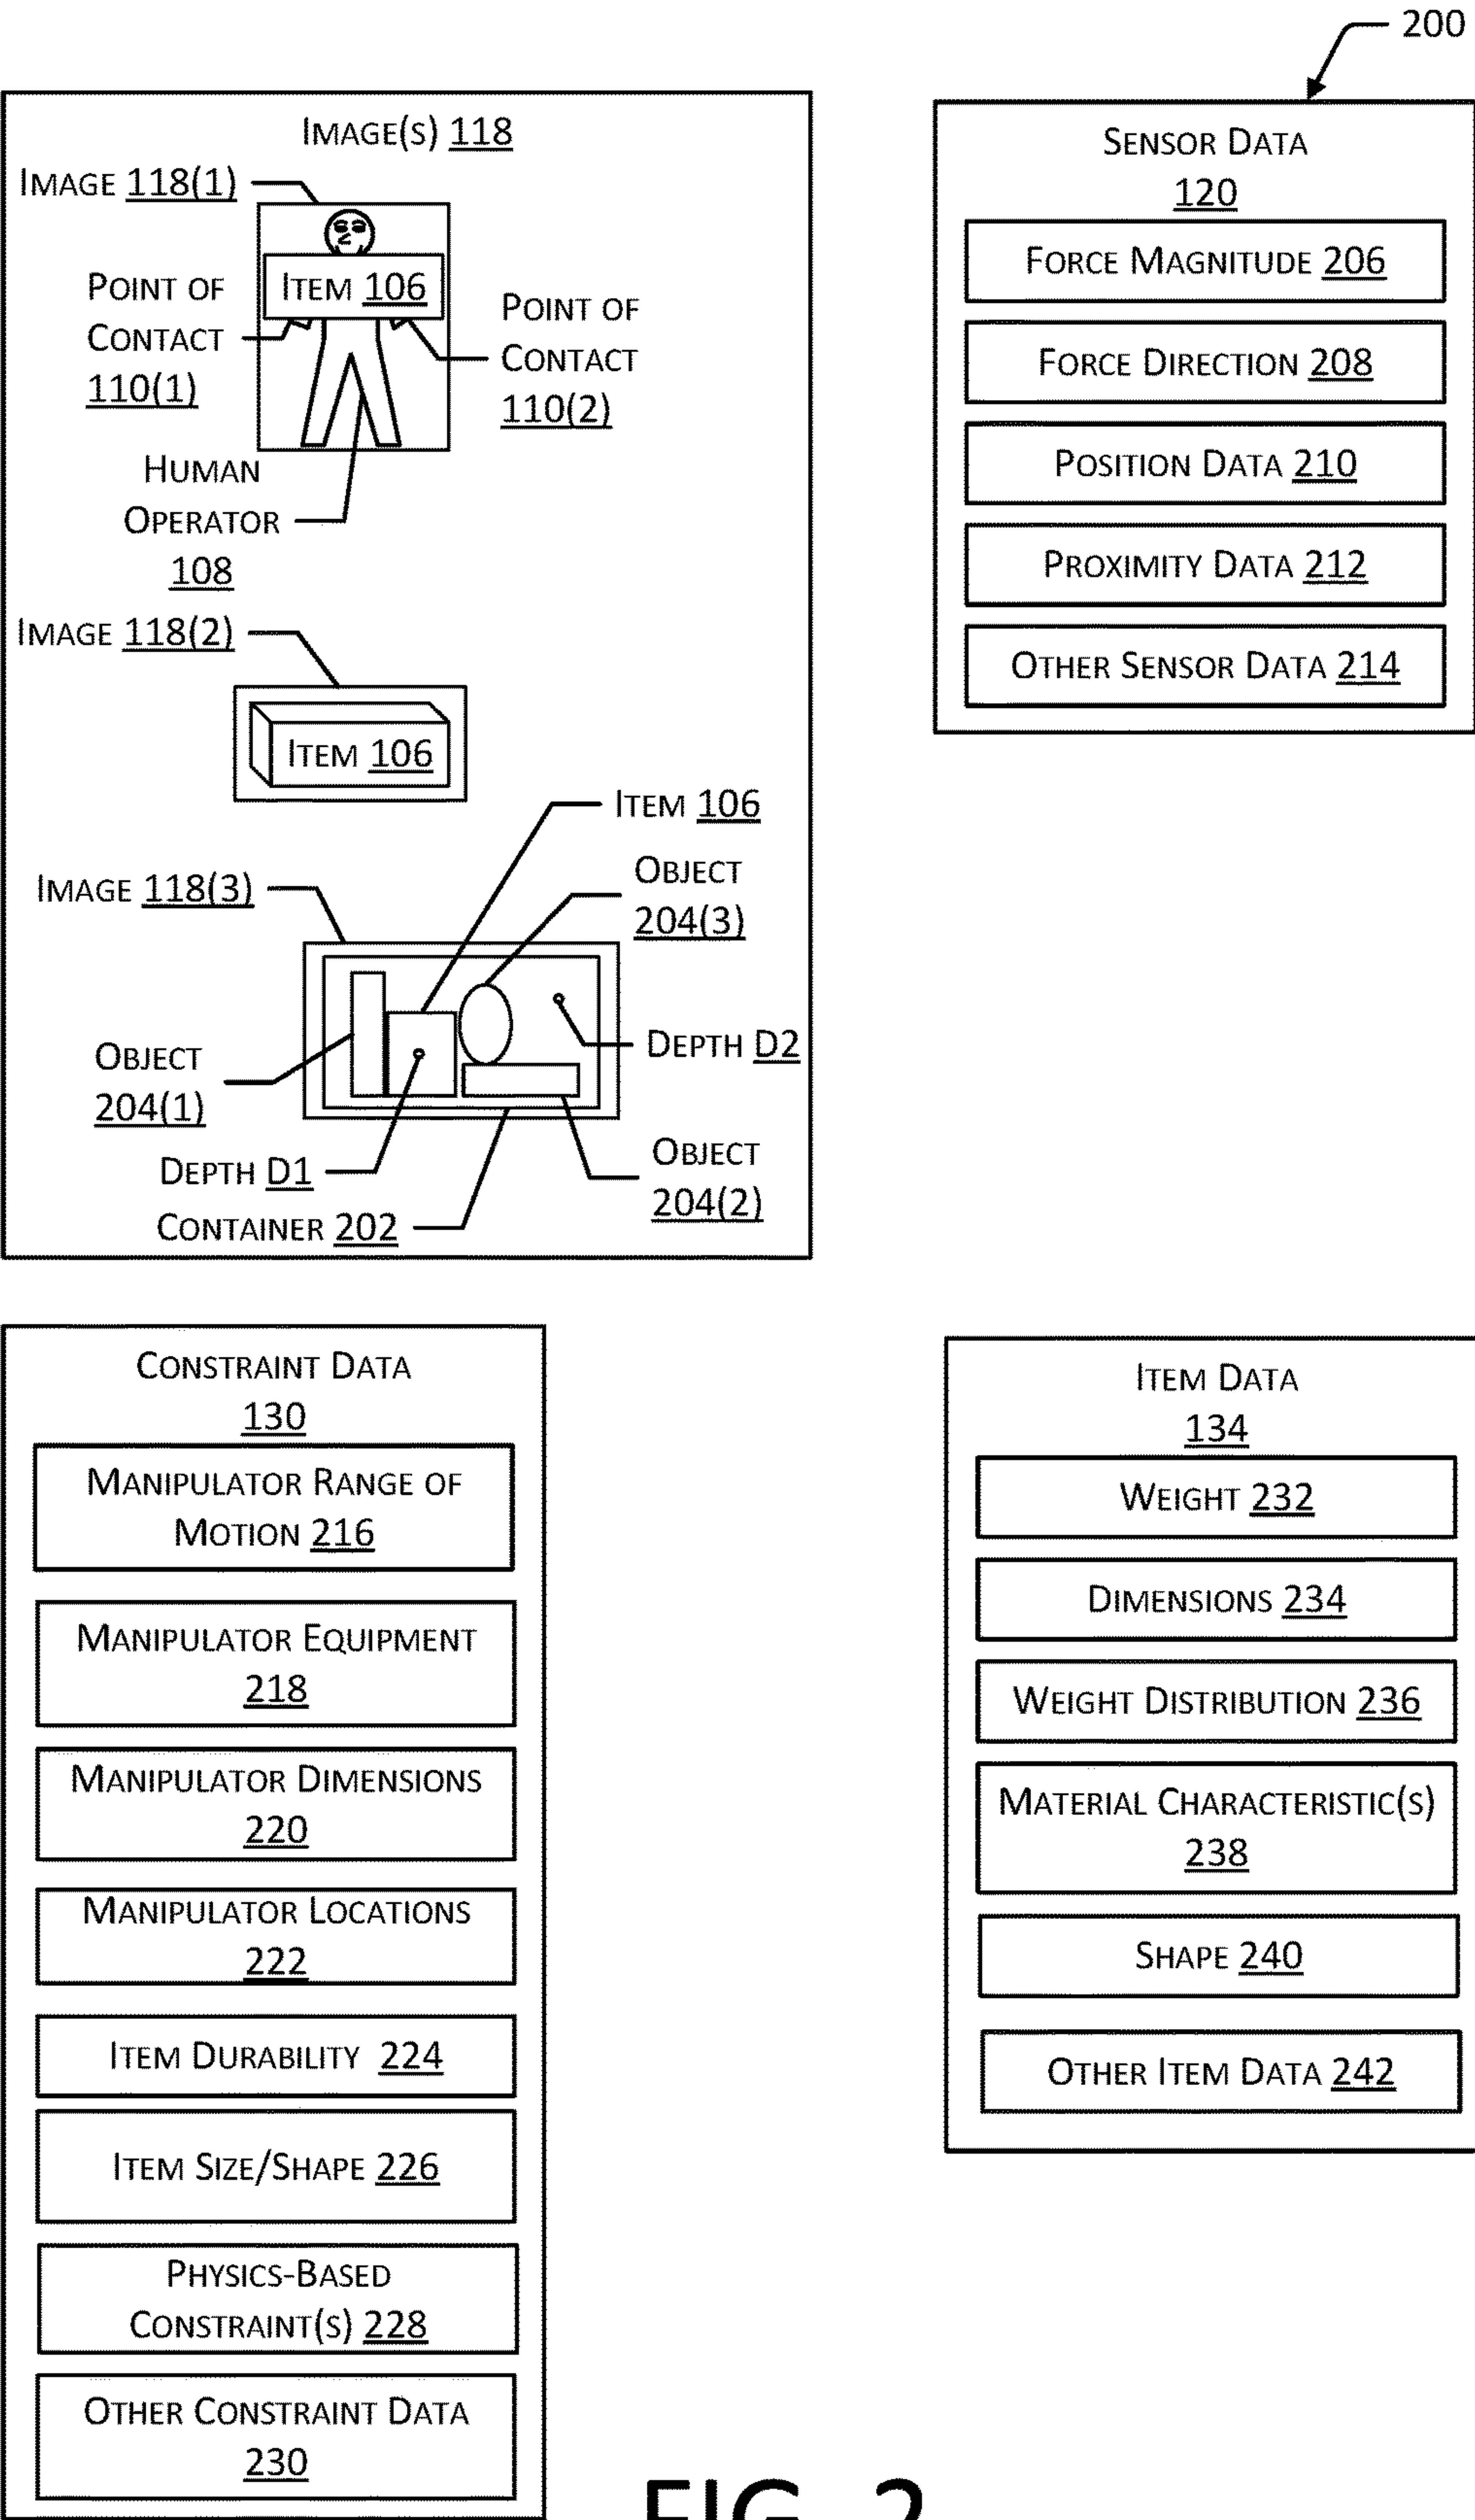 200
IMAGE(S) 118
IMAGE 118(1)
ITEM 106
POINT OF
CONTACT
110(1)
POINT OF
CONTACT
110(2)
HUMAN
OPERATOR
108
IMAGE 118(2)
ITEM 106
ITEM 106
IMAGE 118(3)
OBJECT
204(3)
OBJECT
204(1)
DEPTH D2
DEPTH D1
OBJECT
204(2)
CONTAINER 202
SENSOR DATA
120
FORCE MAGNITUDE 206
FORCE DIRECTION 208
POSITION DATA 210
PROXIMITY DATA 212
OTHER SENSOR DATA 214
CONSTRAINT DATA
130
MANIPULATOR RANGE OF
MOTION 216
MANIPULATOR EQUIPMENT
218
MANIPULATOR DIMENSIONS
220
MANIPULATOR LOCATIONS
222
ITEM DURABILITY 224
ITEM SIZE/SHAPE 226
PHYSICS-BASED
CONSTRAINT(S) 228
OTHER CONSTRAINT DATA
230
ITEM DATA
134
WEIGHT 232
DIMENSIONS 234
WEIGHT DISTRIBUTION 236
MATERIAL CHARACTERISTIC(S)
238
SHAPE 240
OTHER ITEM DATA 242
FIG. 2